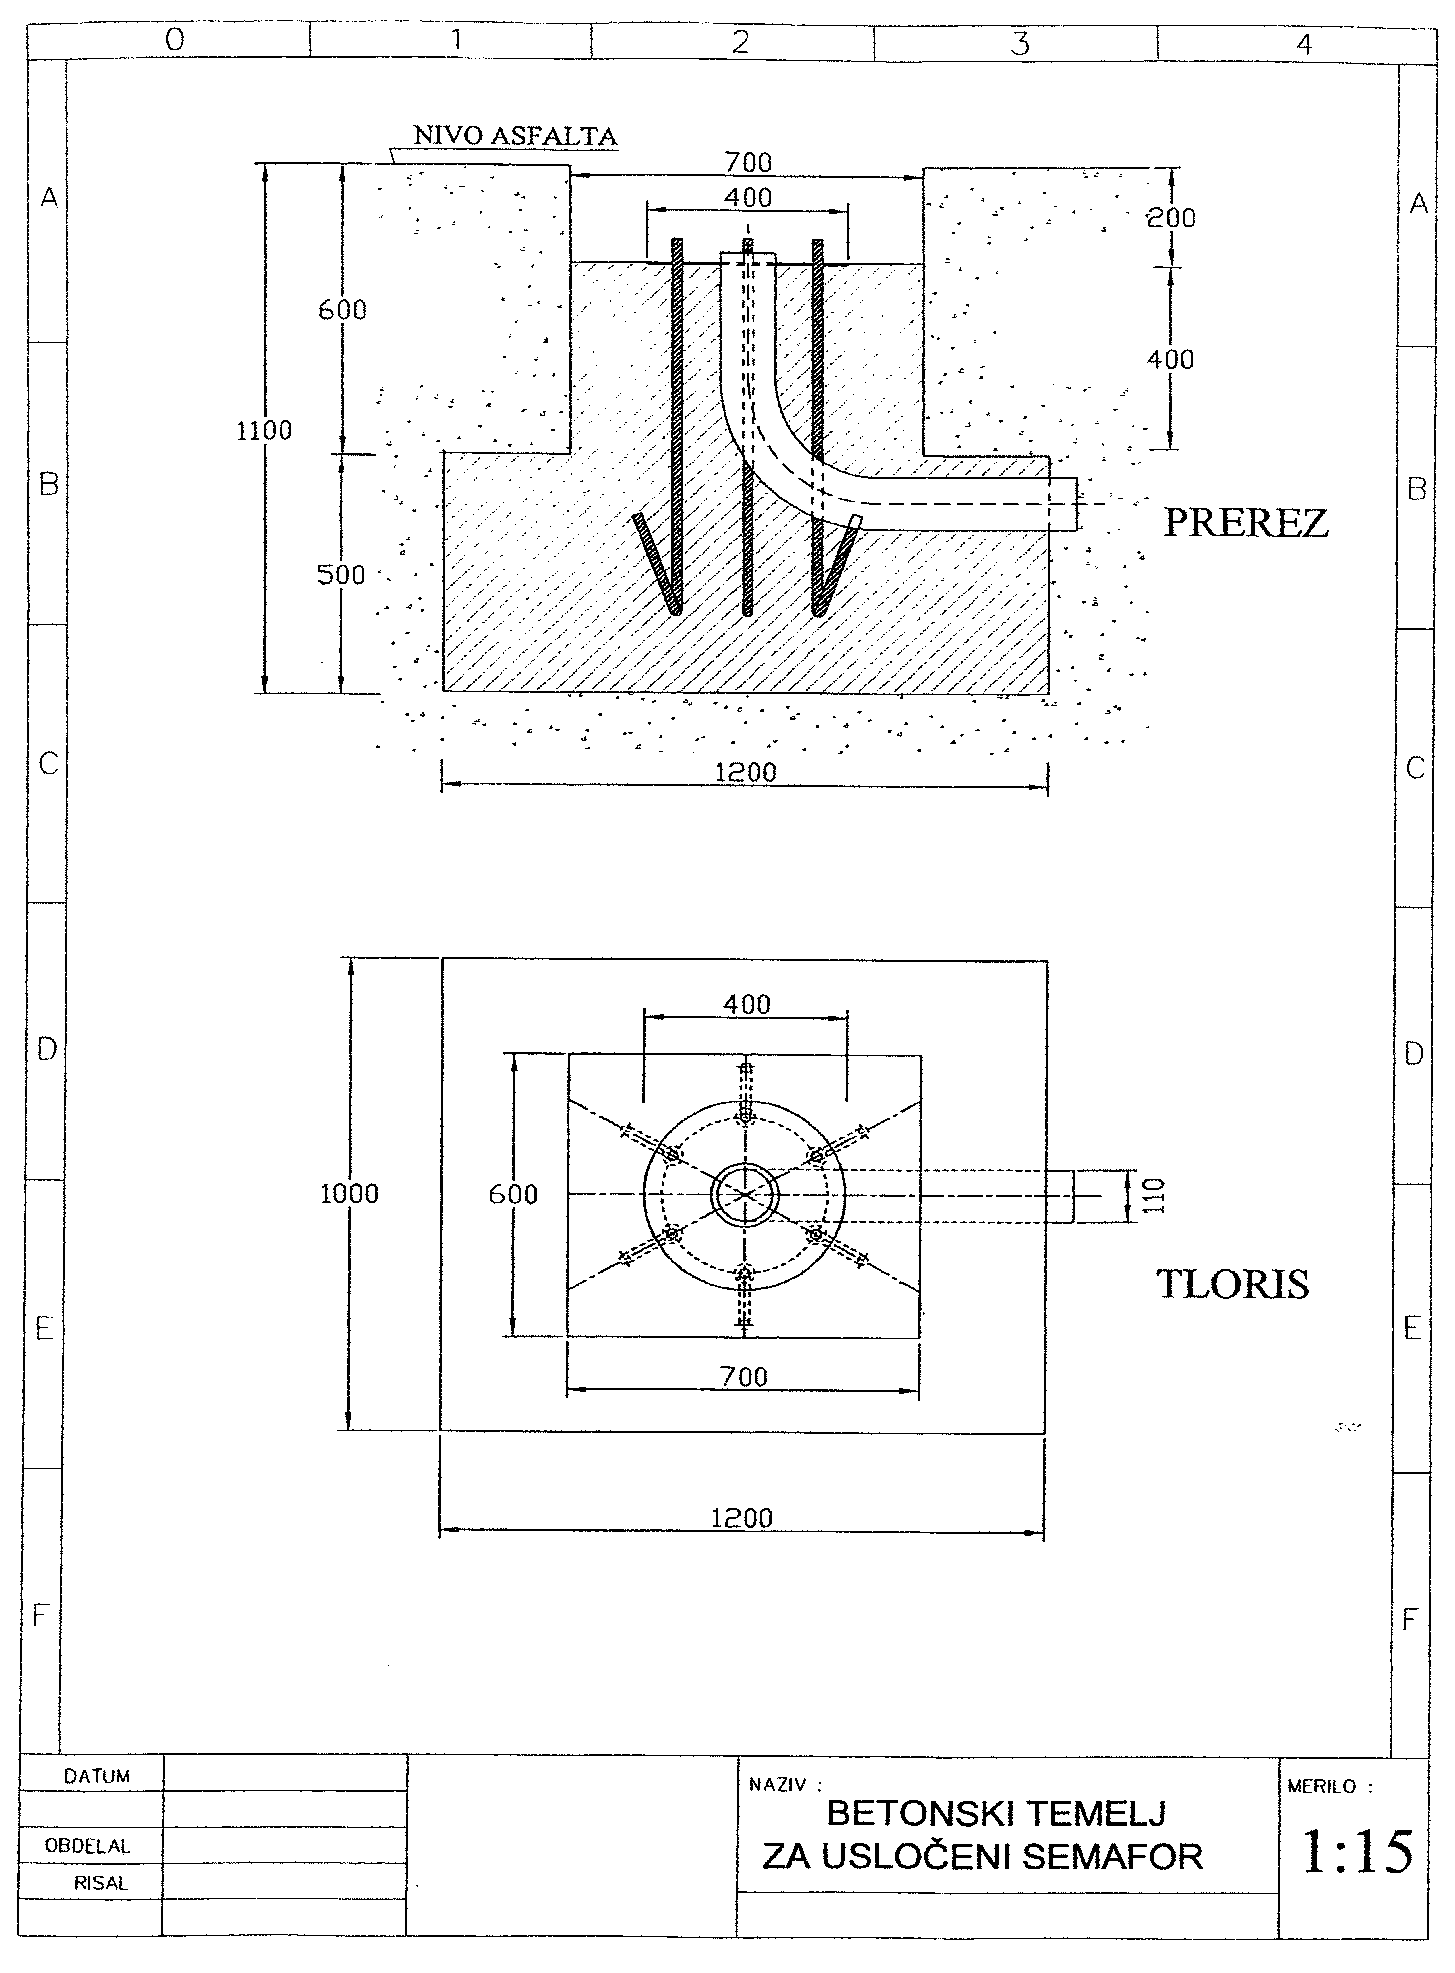 0 1 2 3 4
NIVO ASFALTA
700
A 400 200 A
600
400
1100
B B
PREREZ
500
C C
1200
400
D D
1000 600 110
TLORIS
E E
700
1200
F F
DATUM
NAZIV :
MERILO :
BETONSKI TEMELJ
OBDELAL
ZA USLOČENI SEMAFOR
1:15
RISAL